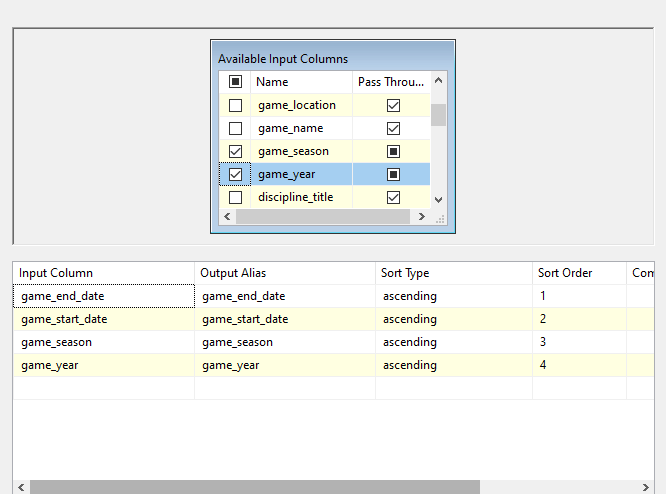 Available Input Columns
Name Pass Throu...
game_location
game_name
game_season
game_year
discipline_title
Input Column Output Alias Sort Type Sort Order Com
game_end_date game_end_date ascending 1
game_start_date game_start_date ascending 2
game_season game_season ascending 3
game_year game_year ascending 4